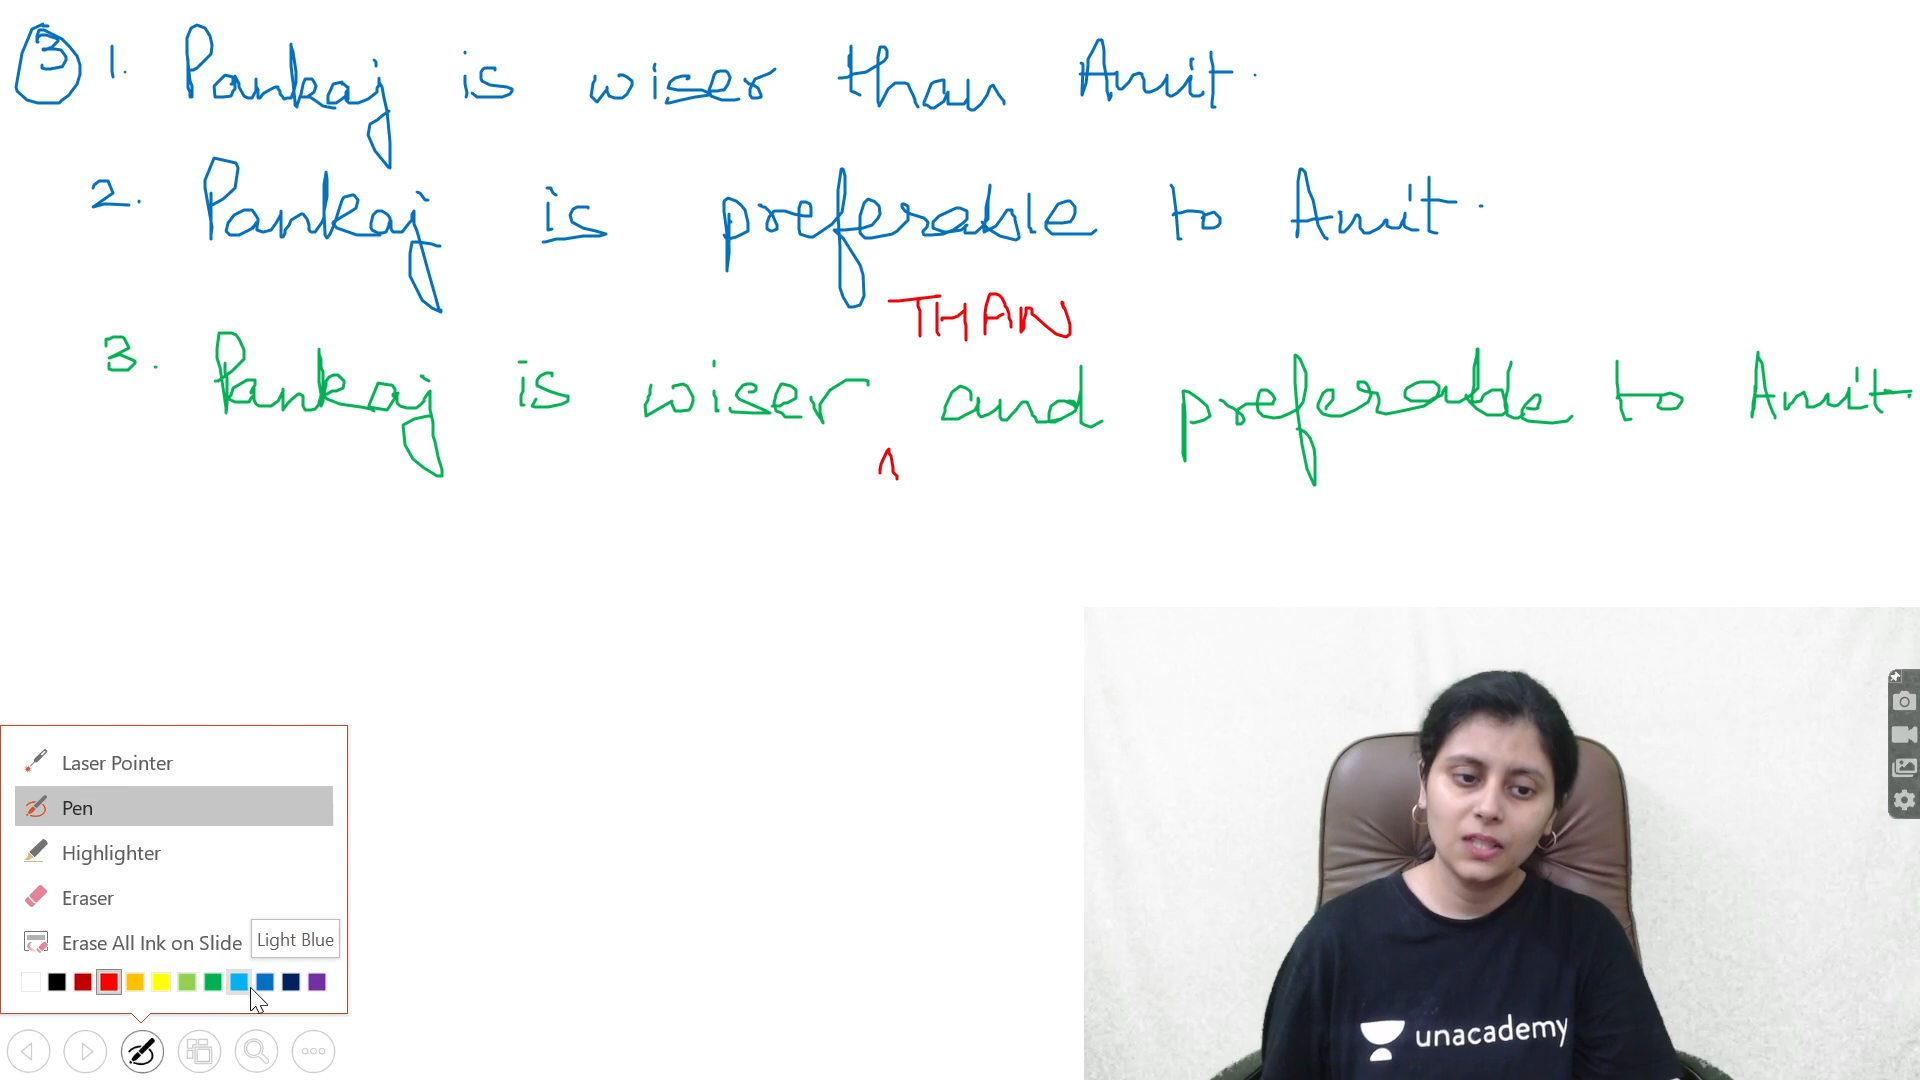 3 1. Pankaj is wiser than Amit.
2. Pankaj is preferable to Amit.
THAN
3. Pankaj is wiser and preferable to Amit
^
Laser Pointer
Pen
Highlighter
Eraser
Erase All Ink on Slide
Light Blue
unacademy